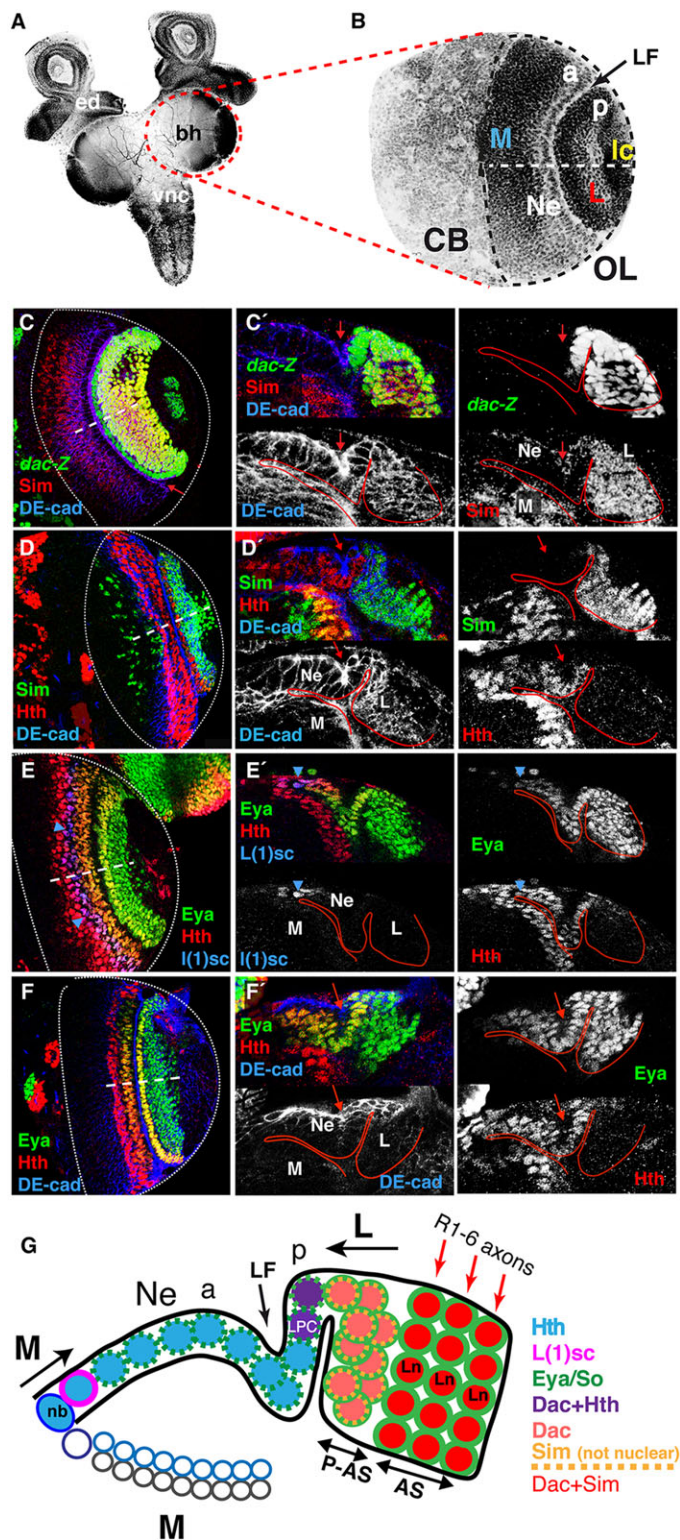 A
ed
bh
vnc
B
LF
a
p
M
lc
L
Ne
CB
OL
C
dac-Z
Sim
DE-cad
C´
dac-Z
Sim
DE-cad
DE-cad
dac-Z
Ne
L
M
Sim
D
Sim
Hth
DE-cad
D´
Sim
Hth
DE-cad
Ne
M
L
DE-cad
Sim
Hth
E
Eya
Hth
l(1)sc
E´
Eya
Hth
L(1)sc
Ne
M
L
l(1)sc
Eya
Hth
F
Eya
Hth
DE-cad
F´
Eya
Hth
DE-cad
Ne
L
M
DE-cad
Eya
Hth
G
L
R1-6 axons
p
Ne a LF
LPC
M
nb
Ln Ln Ln
P-AS AS
M
Hth
L(1)sc
Eya/So
Dac+Hth
Dac
Sim (not nuclear)
Dac+Sim